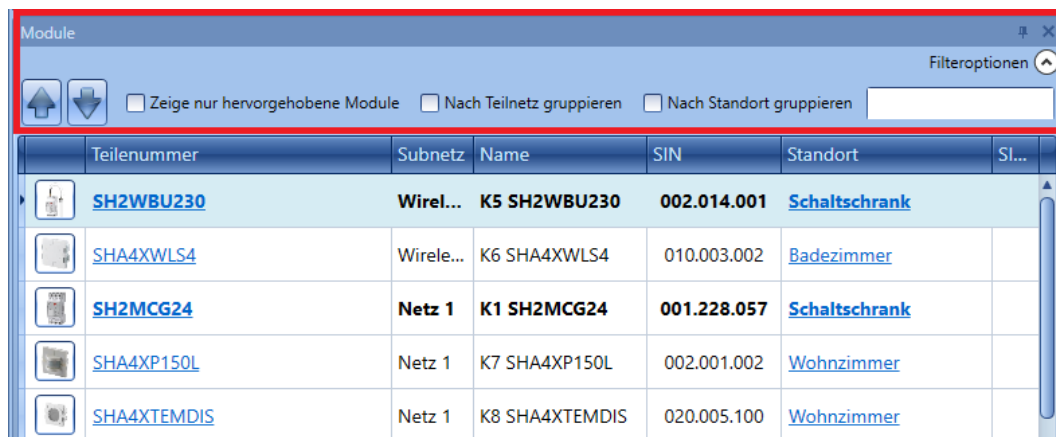 Module
Filteroptionen
Zeige nur hervorgehobene Module Nach Teilnetz gruppieren Nach Standort gruppieren
Teilenummer Subnetz Name SIN Standort SI...
SH2WBU230 Wirel... K5 SH2WBU230 002.014.001 Schaltschrank
SHA4XWLS4 Wirele... K6 SHA4XWLS4 010.003.002 Badezimmer
SH2MCG24 Netz 1 K1 SH2MCG24 001.228.057 Schaltschrank
SHA4XP150L Netz 1 K7 SHA4XP150L 002.001.002 Wohnzimmer
SHA4XTEMDIS Netz 1 K8 SHA4XTEMDIS 020.005.100 Wohnzimmer